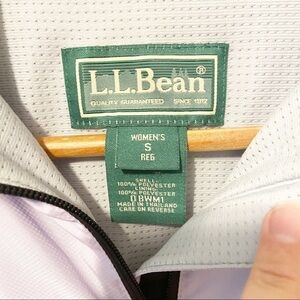 L.L.Bean®
QUALITY GUARANTEED SINCE 1912
WOMEN'S
S
REG
SHELL:
100% POLYESTER
LINING:
100% POLYESTER
0BWM1
MADE IN THAILAND
CARE ON REVERSE